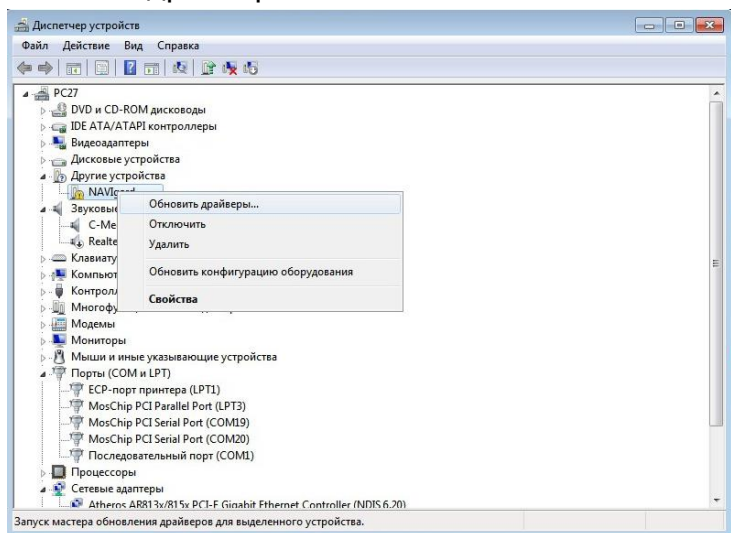 Диспетчер устройств
Файл Действие Вид Справка
PC27
DVD и CD-ROM дисководы
IDE ATA/ATAPI контроллеры
Видеоадаптеры
Дисковые устройства
Другие устройства
Обновить драйверы...
Отключить
C-Me
Удалить
Realte
Клавиату
Обновить конфигурацию оборудования
Компьют
Свойства
Модемы
Мониторы
Мыши и иные указывающие устройства
Порты (COM и LPT)
ECP-порт принтера (LPT1)
MosChip PCI Parallel Port (LPT3)
MosChip PCI Serial Port (COM19)
MosChip PCI Serial Port (COM20)
Последовательный порт (COM1)
Процессоры
Сетевые адаптеры
Atheros AR813x/815x PCI-E Gigabit Ethernet Controller (NDIS 6.20)
Запуск мастера обновления драйверов для выделенного устройства.